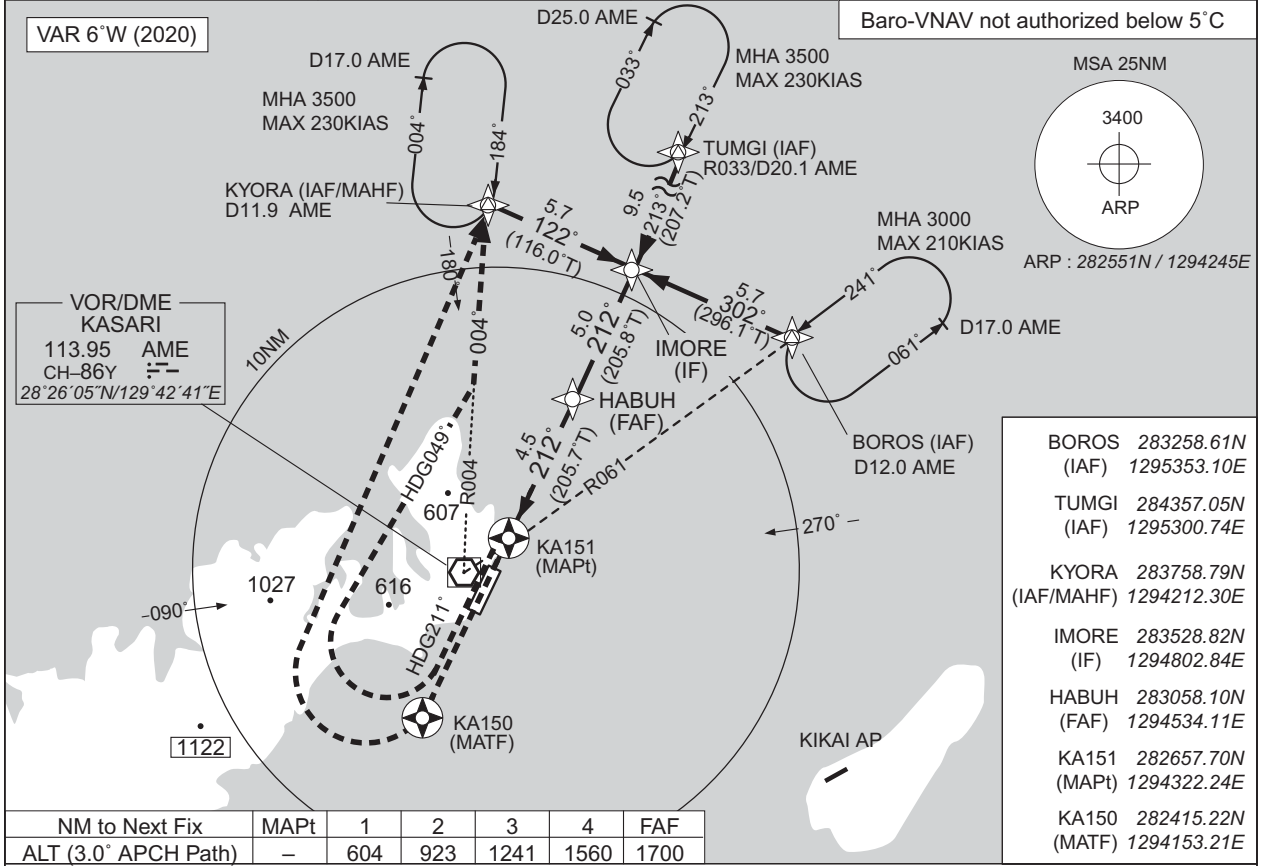 VAR 6˚W (2020)
Baro-VNAV not authorized below 5˚C
D25.0 AME
D17.0 AME
MHA 3500
MAX 230KIAS
004˚
184˚
033˚
213˚
MHA 3500
MAX 230KIAS
MSA 25NM
3400
ARP
ARP : 282551N / 1294245E
TUMGI (IAF)
R033/D20.1 AME
KYORA (IAF/MAHF)
D11.9 AME
5.7
122˚
(116.0˚T)
9.5
213˚
(207.2˚T)
MHA 3000
MAX 210KIAS
241˚
061˚
D17.0 AME
5.7
302˚
(296.1˚T)
–180˚
004˚
VOR/DME
KASARI
113.95 AME
CH–86Y
28˚26´05˝N/129˚42´41˝E
10NM
5.0
212˚
(205.8˚T)
IMORE
(IF)
HABUH
(FAF)
BOROS (IAF)
D12.0 AME
4.5
212˚
(205.7˚T)
R061
HDG049˚
R004
607
KA151
(MAPt)
270˚ –
1027
616
–090˚
HDG211˚
KA150
(MATF)
1122
KIKAI AP
BOROS 283258.61N
(IAF) 1295353.10E
TUMGI 284357.05N
(IAF) 1295300.74E
KYORA 283758.79N
(IAF/MAHF) 1294212.30E
IMORE 283528.82N
(IF) 1294802.84E
HABUH 283058.10N
(FAF) 1294534.11E
KA151 282657.70N
(MAPt) 1294322.24E
KA150 282415.22N
(MATF) 1294153.21E
NM to Next Fix MAPt 1 2 3 4 FAF
ALT (3.0˚ APCH Path) – 604 923 1241 1560 1700